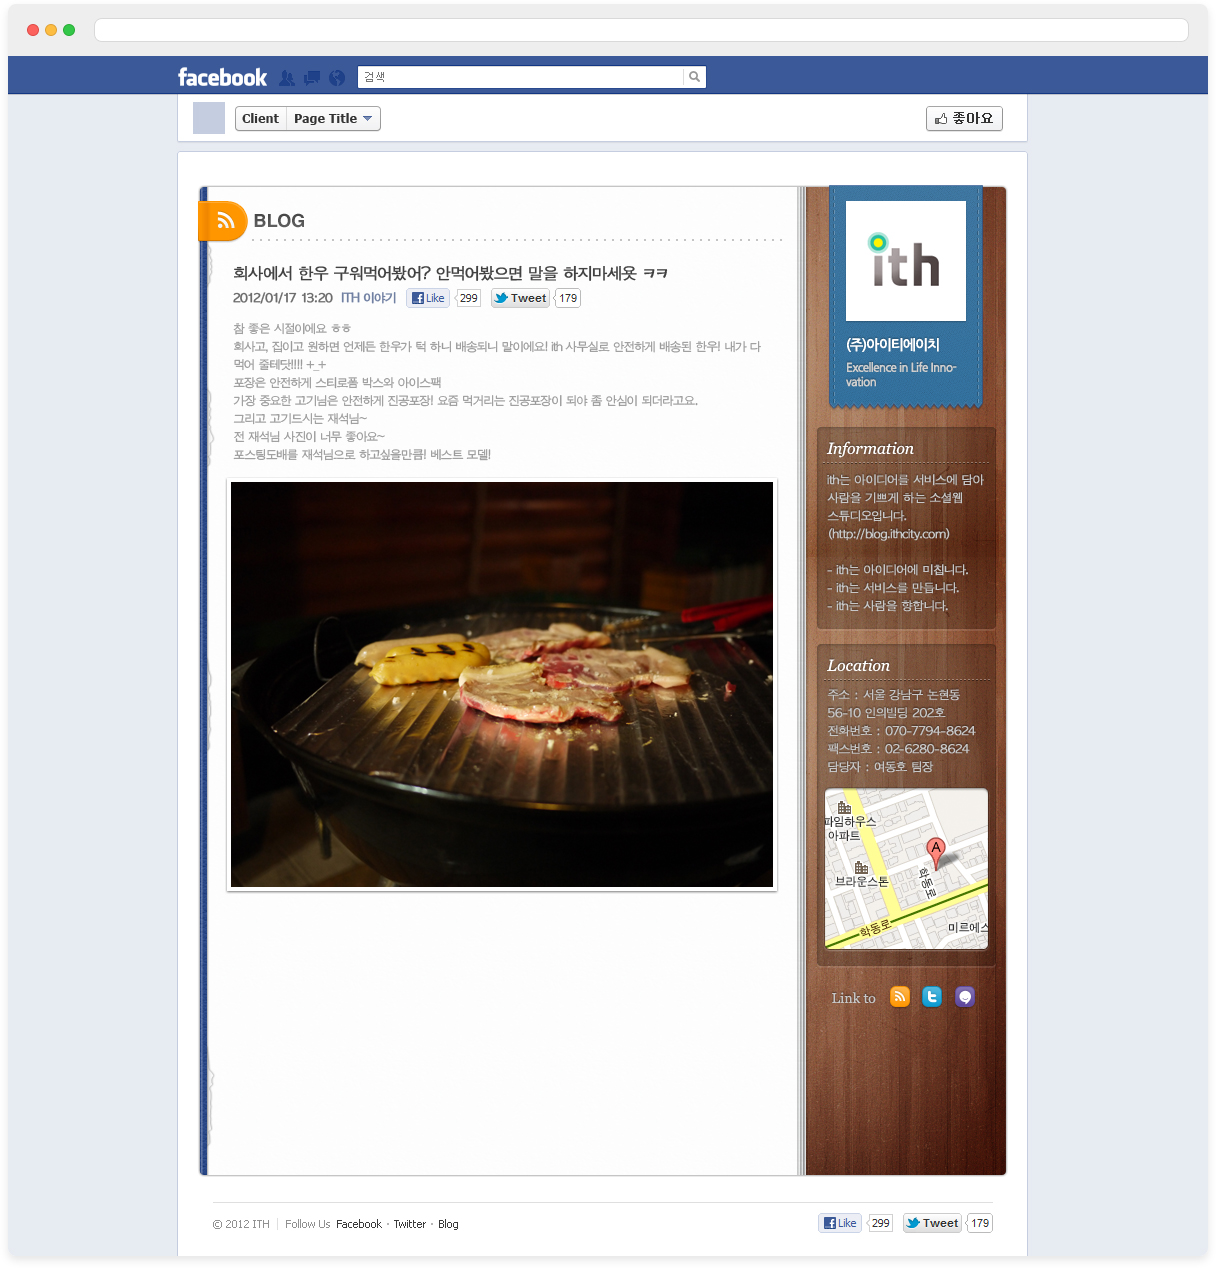 facebook
검색
Client
Page Title
좋아요
BLOG
회사에서 한우 구워먹어봤어? 안먹어봤으면 말을 하지마세욧 ㅋㅋ
2012/01/17 13:20 ITH 이야기 Like 299 Tweet 179
참 좋은 시절이에요 ㅎㅎ
회사고, 집이고 원하면 언제든 한우가 턱 하니 배송되니 말이에요! ith 사무실로 안전하게 배송된 한우! 내가 다
먹어 줄테닷!!!! +_+
포장은 안전하게 스티로폼 박스와 아이스팩
가장 중요한 고기님은 안전하게 진공포장! 요즘 먹거리는 진공포장이 되야 좀 안심이 되더라고요.
그리고 고기드시는 재석님~
전 재석님 사진이 너무 좋아요~
포스팅도배를 재석님으로 하고싶을만큼! 베스트 모델!
ith
(주)아이티에이치
Excellence in Life Inno-
vation
Information
ith는 아이디어를 서비스에 담아
사람을 기쁘게 하는 소셜웹
스튜디오입니다.
(http://blog.ithcity.com)
- ith는 아이디어에 미칩니다.
- ith는 서비스를 만듭니다.
- ith는 사람을 향합니다.
Location
주소 : 서울 강남구 논현동
56-10 인의빌딩 202호
전화번호 : 070-7794-8624
팩스번호 : 02-6280-8624
담당자 : 여동호 팀장
파임하우스
아파트
A
브라운스톤
학동로
학동로
미르에스
Link to
© 2012 ITH Follow Us Facebook · Twitter · Blog
Like 299 Tweet 179